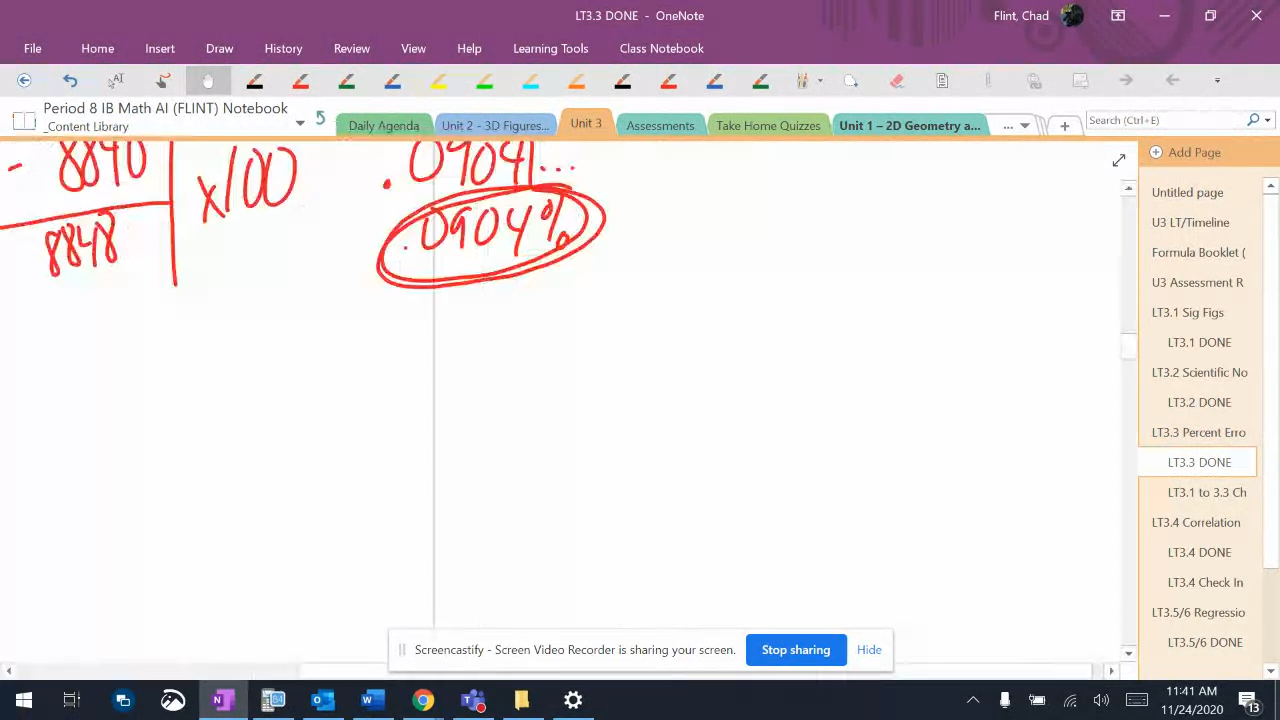 LT3.3 DONE - OneNote
Flint, Chad
File Home Insert Draw History Review View Help Learning Tools Class Notebook
Period 8 IB Math AI (FLINT) Notebook
_Content Library
Daily Agenda
Unit 2 - 3D Figures...
Unit 3
Assessments
Take Home Quizzes
Unit 1 – 2D Geometry a...
...
Search (Ctrl+E)
Add Page
- 8840
8848
x100
.09041...
.0904%
Untitled page
U3 LT/Timeline
Formula Booklet (
U3 Assessment R
LT3.1 Sig Figs
LT3.1 DONE
LT3.2 Scientific No
LT3.2 DONE
LT3.3 Percent Erro
LT3.3 DONE
LT3.1 to 3.3 Ch
LT3.4 Correlation
LT3.4 DONE
LT3.4 Check In
LT3.5/6 Regressio
LT3.5/6 DONE
Screencastify - Screen Video Recorder is sharing your screen.
Stop sharing
Hide
11:41 AM
11/24/2020
13